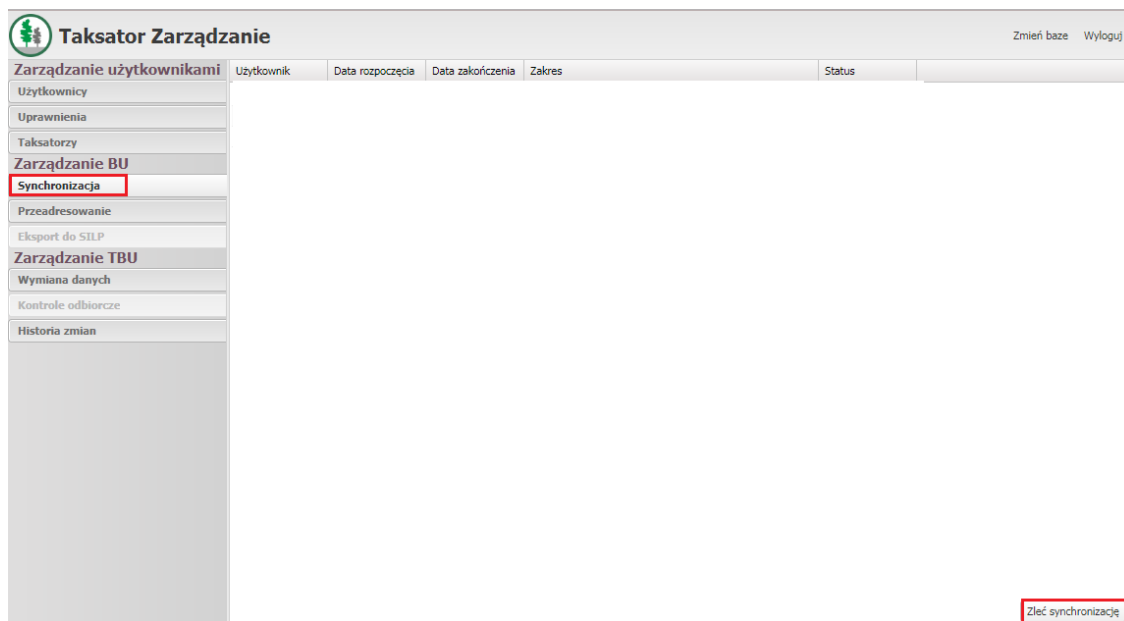 Taksator Zarządzanie
Zmień baze Wyloguj
Zarządzanie użytkownikami
Użytkownik Data rozpoczęcia Data zakończenia Zakres Status
Użytkownicy
Uprawnienia
Taksatorzy
Zarządzanie BU
Synchronizacja
Przeadresowanie
Eksport do SILP
Zarządzanie TBU
Wymiana danych
Kontrole odbiorcze
Historia zmian
Zleć synchronizację